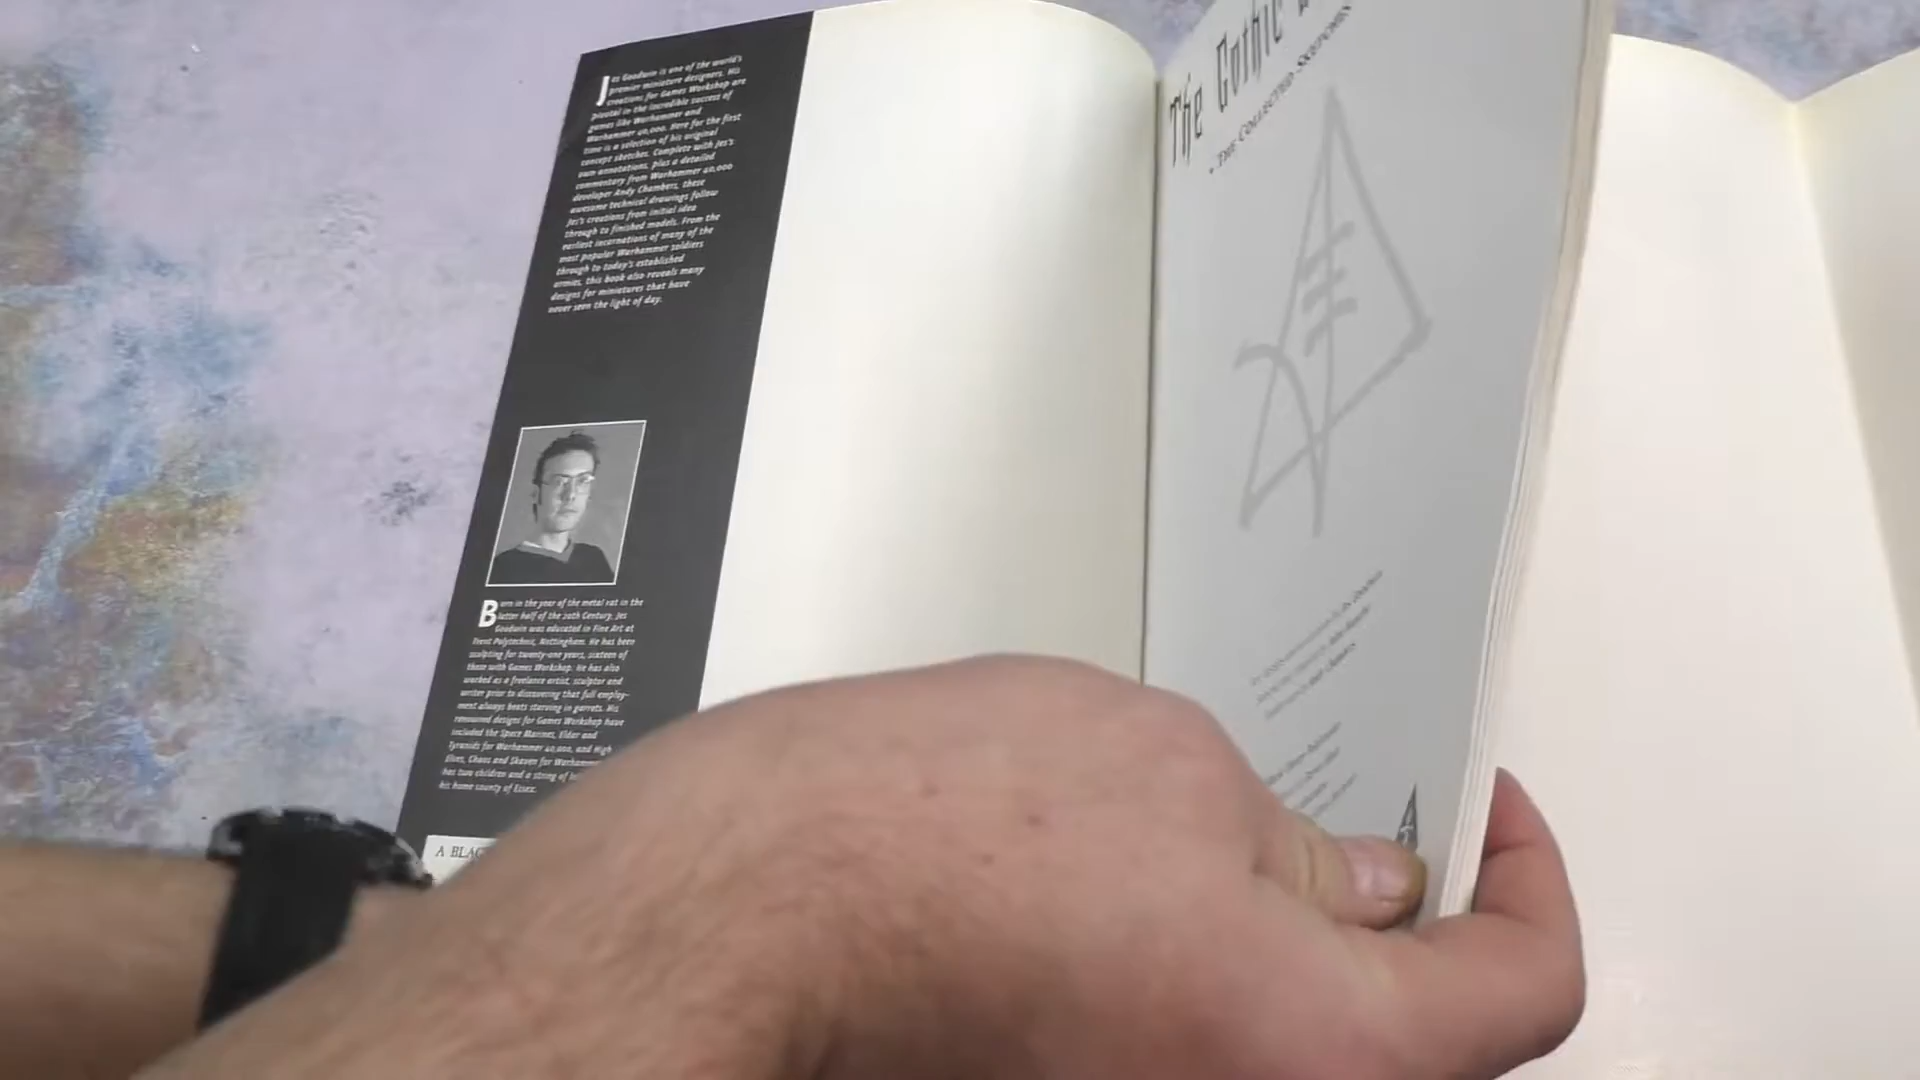 Jes Goodwin is one of the world's
premier miniature designers. His
creations for Games Workshop are
pivotal in the incredible success of
games like Warhammer and
Warhammer 40,000. Here for the first
time is a selection of his original
concept sketches. Complete with Jes's
own annotations, plus a detailed
commentary from Warhammer 40,000
developer Andy Chambers, these
awesome technical drawings follow
Jes's creations from initial idea
through to finished models. From the
earliest incarnations of many of the
most popular Warhammer soldiers
through to today's established
armies, this book also reveals many
designs for miniatures that have
never seen the light of day.
Born in the year of the metal rat in the
latter half of the 20th Century, Jes
Goodwin was educated in Fine Art at
Trent Polytechnic, Nottingham. He has been
sculpting for twenty-one years, sixteen of
these with Games Workshop. He has also
worked as a freelance artist, sculptor and
writer prior to discovering that full employ-
ment always beats starving in garrets. His
renowned designs for Games Workshop have
included the Space Marines, Eldar and
Tyranids for Warhammer 40,000, and High
Elves, Chaos and Skaven for Warhamm
has two children and a string of
his home county of Essex.
A BLAC
The Gothic
THE COLLECTED SKETCHES